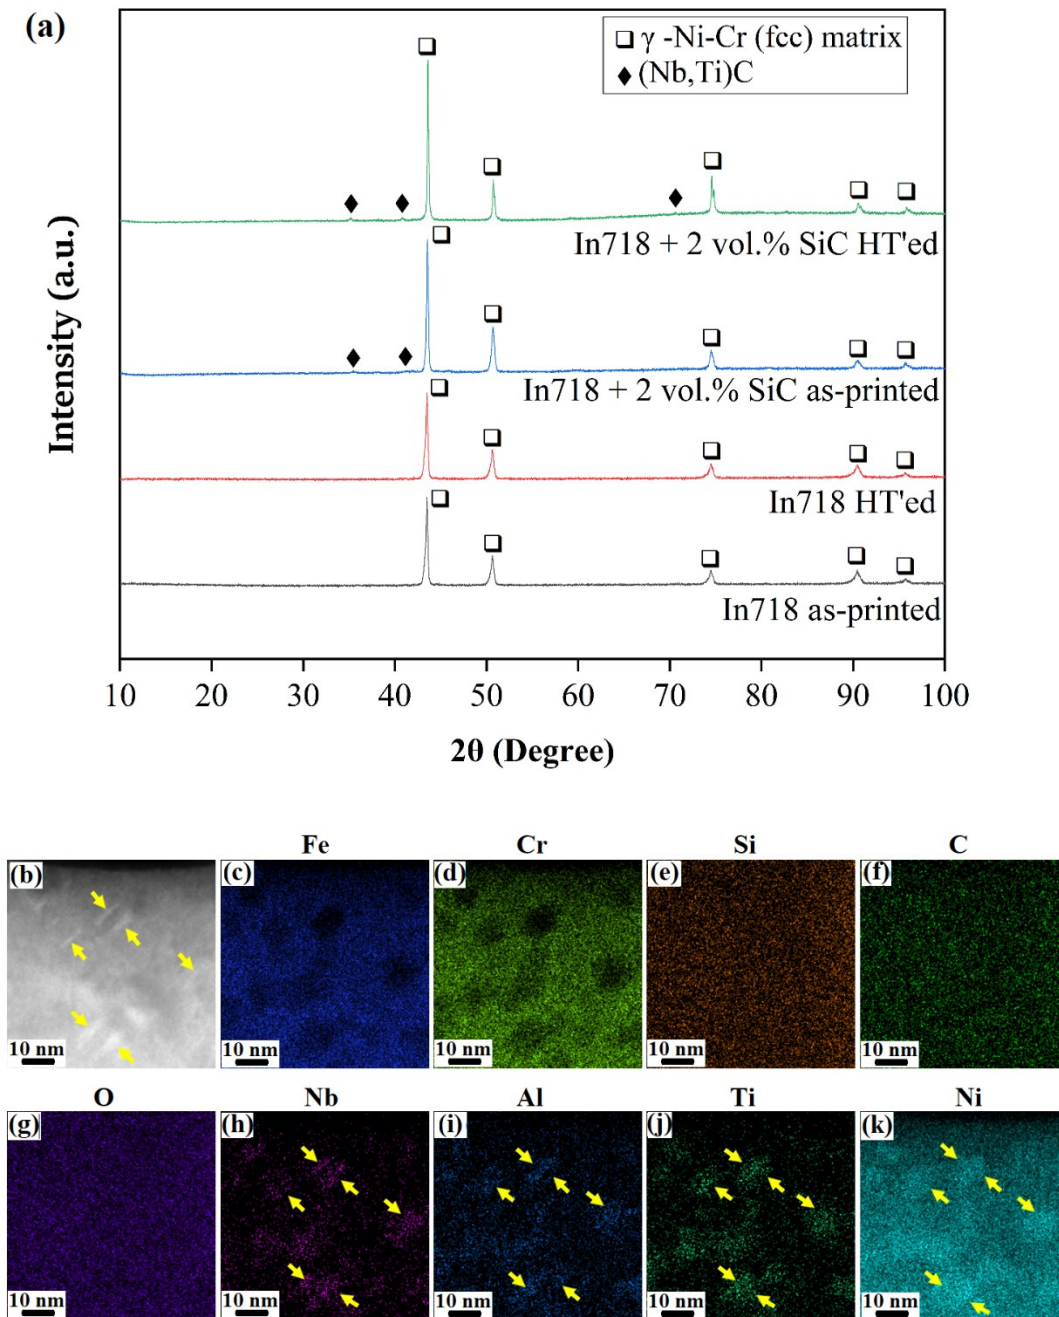 (a)
❑ γ -Ni-Cr (fcc) matrix
♦ (Nb,Ti)C
In718 + 2 vol.% SiC HT'ed
In718 + 2 vol.% SiC as-printed
In718 HT'ed
In718 as-printed
Intensity (a.u.)
10 20 30 40 50 60 70 80 90 100
2θ (Degree)
Fe Cr Si C
(b) (c) (d) (e) (f)
10 nm 10 nm 10 nm 10 nm 10 nm
O Nb Al Ti Ni
(g) (h) (i) (j) (k)
10 nm 10 nm 10 nm 10 nm 10 nm